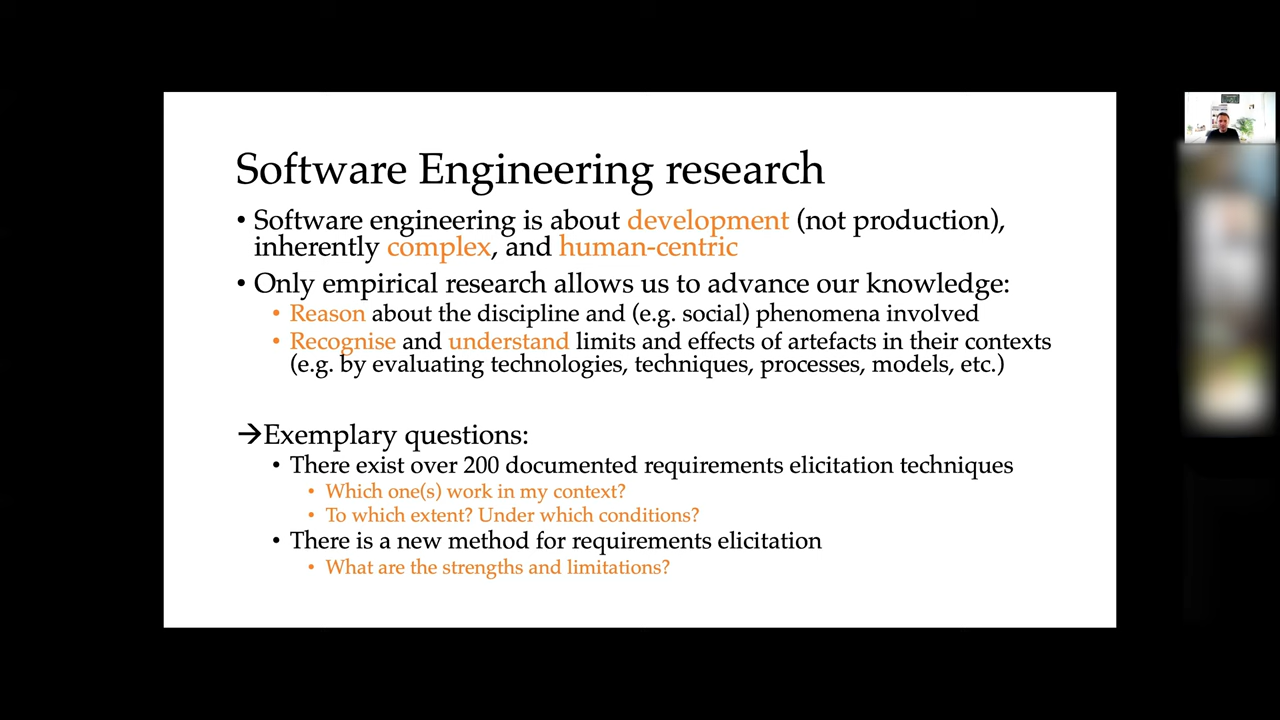 Software Engineering research
• Software engineering is about development (not production),
inherently complex, and human-centric
• Only empirical research allows us to advance our knowledge:
• Reason about the discipline and (e.g. social) phenomena involved
• Recognise and understand limits and effects of artefacts in their contexts
(e.g. by evaluating technologies, techniques, processes, models, etc.)
→Exemplary questions:
• There exist over 200 documented requirements elicitation techniques
• Which one(s) work in my context?
• To which extent? Under which conditions?
• There is a new method for requirements elicitation
• What are the strengths and limitations?